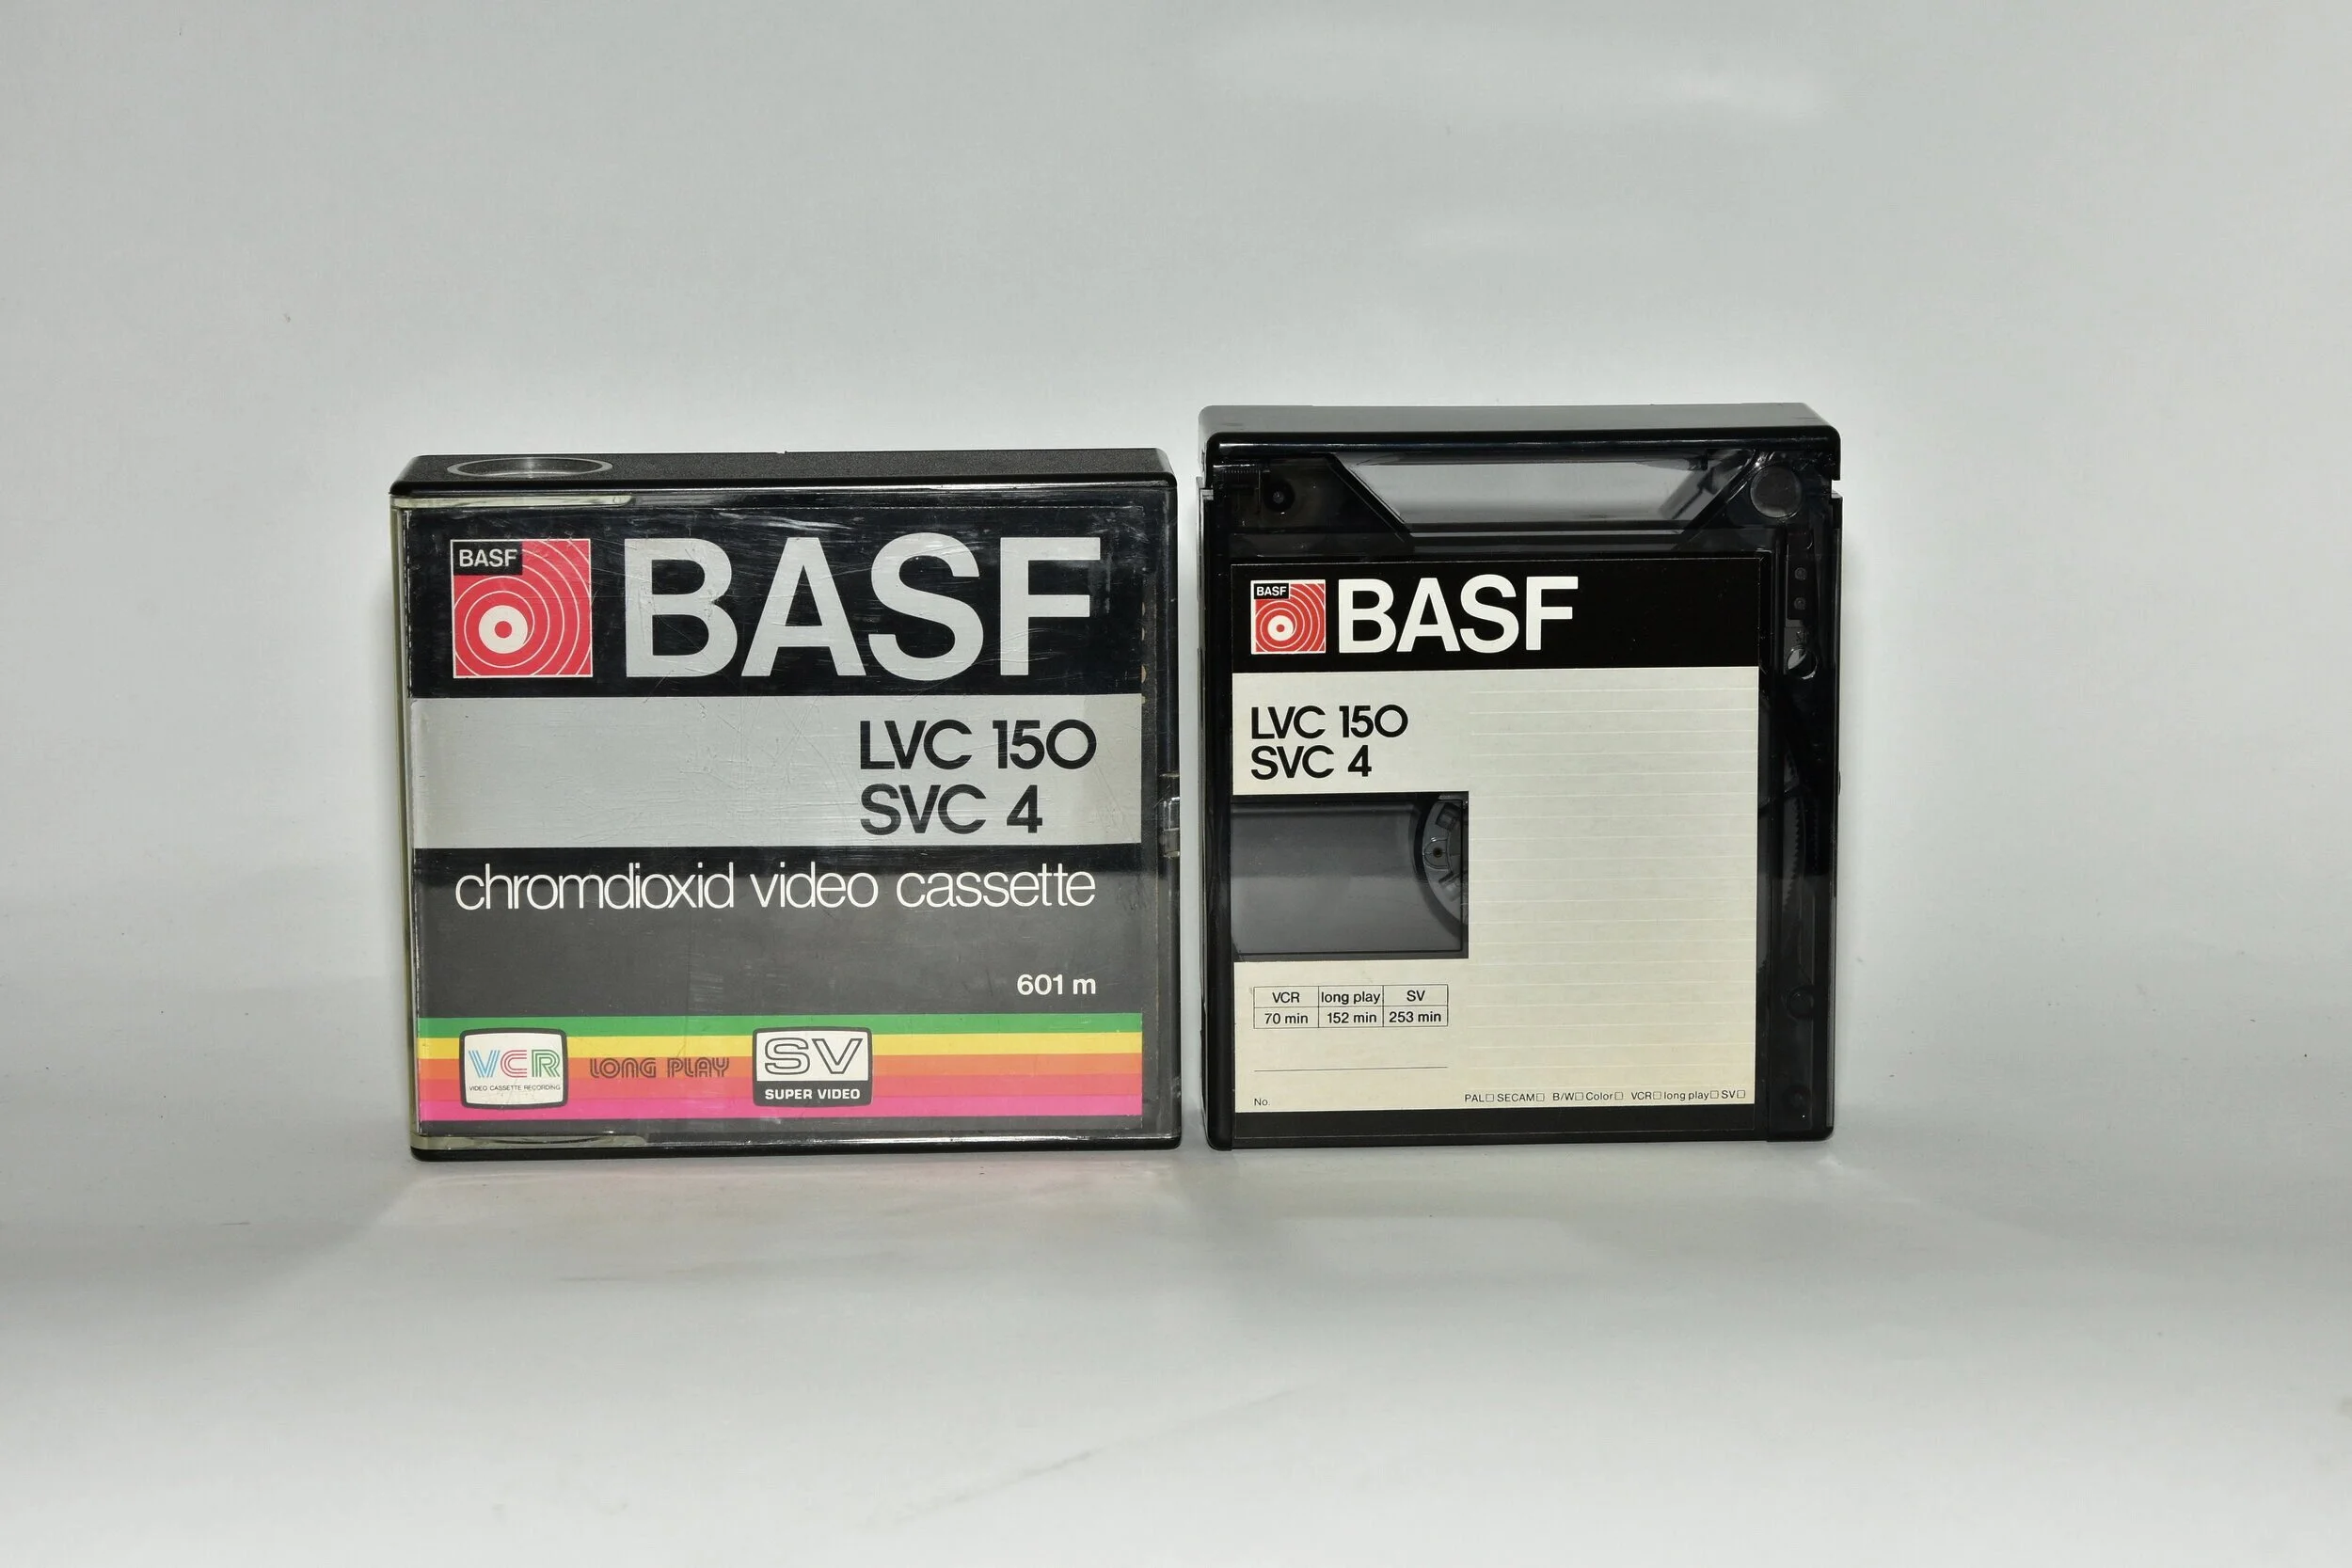 BASF
BASF
LVC 150
SVC 4
chromdioxid video cassette
601 m
VCR
VIDEO CASSETTE RECORDING
LONG PLAY
SV
SUPER VIDEO
BASF
BASF
LVC 150
SVC 4
VCR long play SV
70 min 152 min 253 min
No.
PAL☐ SECAM☐ B/W☐ Color☐ VCR☐ long play☐ SV☐